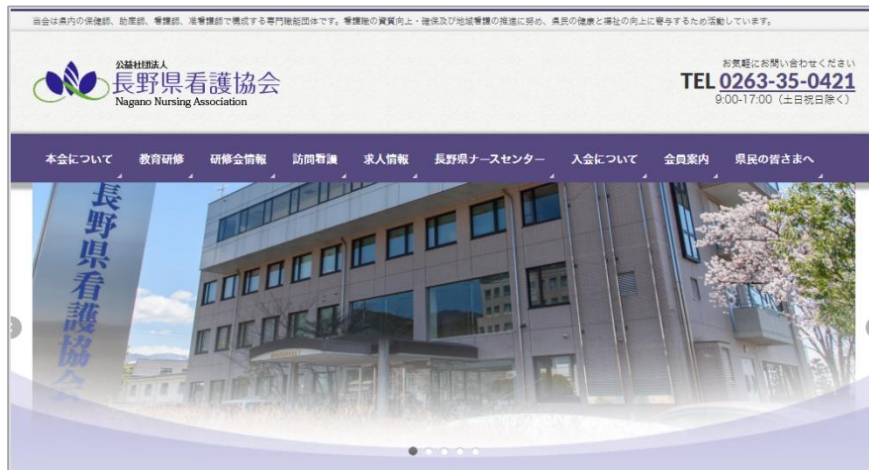 当会は県内の保健師、助産師、看護師、准看護師で構成する専門職能団体です。看護職の資質向上・確保及び地域看護の推進に努め、県民の健康と福祉の向上に寄与するため活動しています。
公益社団法人
長野県看護協会
Nagano Nursing Association
お気軽にお問い合わせください
TEL 0263-35-0421
9:00-17:00（土日祝日除く）
本会について 教育研修 研修会情報 訪問看護 求人情報 長野県ナースセンター 入会について 会員案内 県民の皆さまへ
長野県看護協会